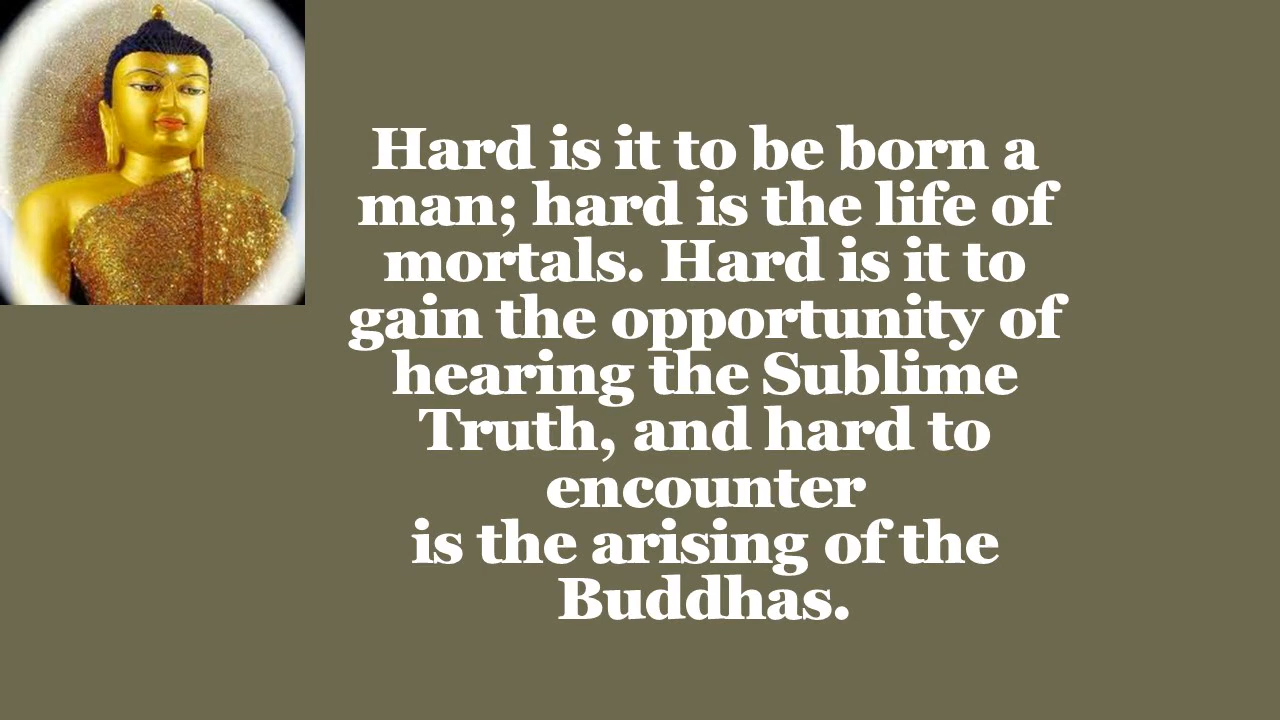 Hard is it to be born a
man; hard is the life of
mortals. Hard is it to
gain the opportunity of
hearing the Sublime
Truth, and hard to
encounter
is the arising of the
Buddhas.